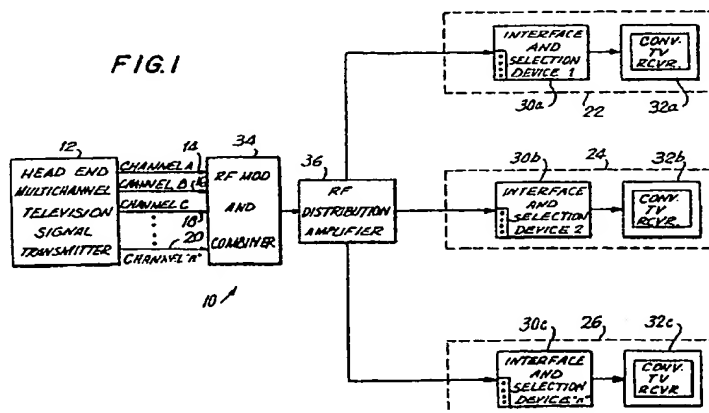 FIG. 1
12
HEAD END
MULTICHANNEL
TELEVISION
SIGNAL
TRANSMITTER
14
CHANNEL A
CHANNEL B
16
CHANNEL C
18
20
CHANNEL "n"
34
RF MOD
AND
COMBINER
10
36
RF
DISTRIBUTION
AMPLIFIER
INTERFACE
AND
SELECTION
DEVICE 1
30a
CONV.
TV
RCVR.
32a
22
30b
INTERFACE
AND
SELECTION
DEVICE 2
24
32b
CONV.
TV
RCVR.
30c
INTERFACE
AND
SELECTION
DEVICE "n"
26
32c
CONV.
TV
RCVR.